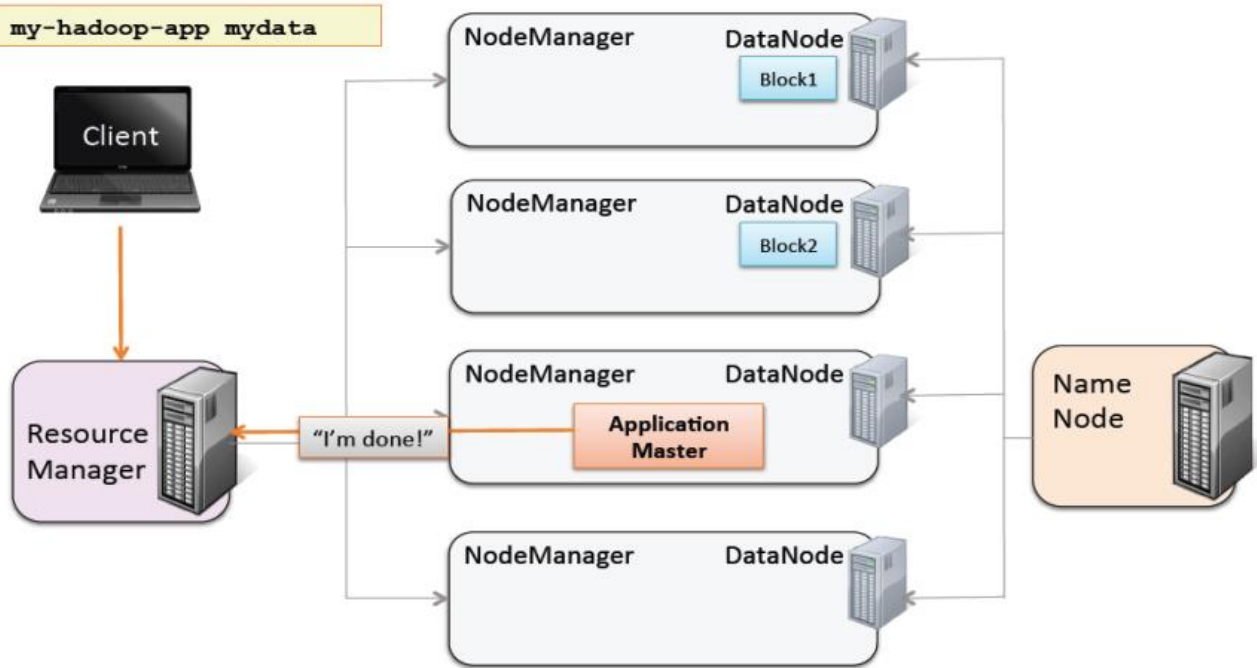 my-hadoop-app mydata
Client
Resource
Manager
"I'm done!"
NodeManager DataNode
Block1
NodeManager DataNode
Block2
NodeManager DataNode
Application
Master
NodeManager DataNode
Name
Node